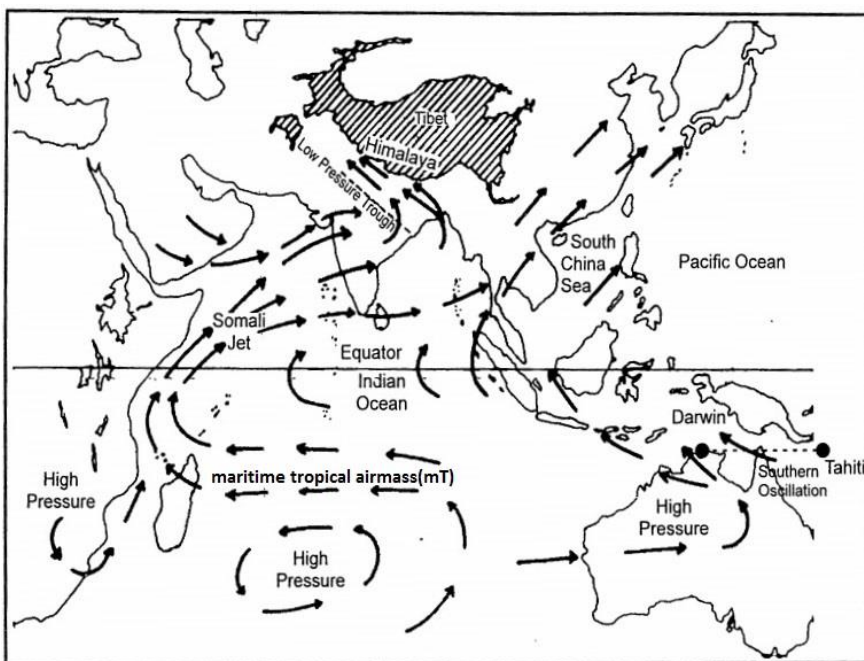 Tibet
Himalaya
Low Pressure Trough
South
China
Sea
Pacific Ocean
Somali
Jet
Equator
Indian
Ocean
Darwin
Tahiti
Southern
Oscillation
maritime tropical airmass(mT)
High
Pressure
High
Pressure
High
Pressure